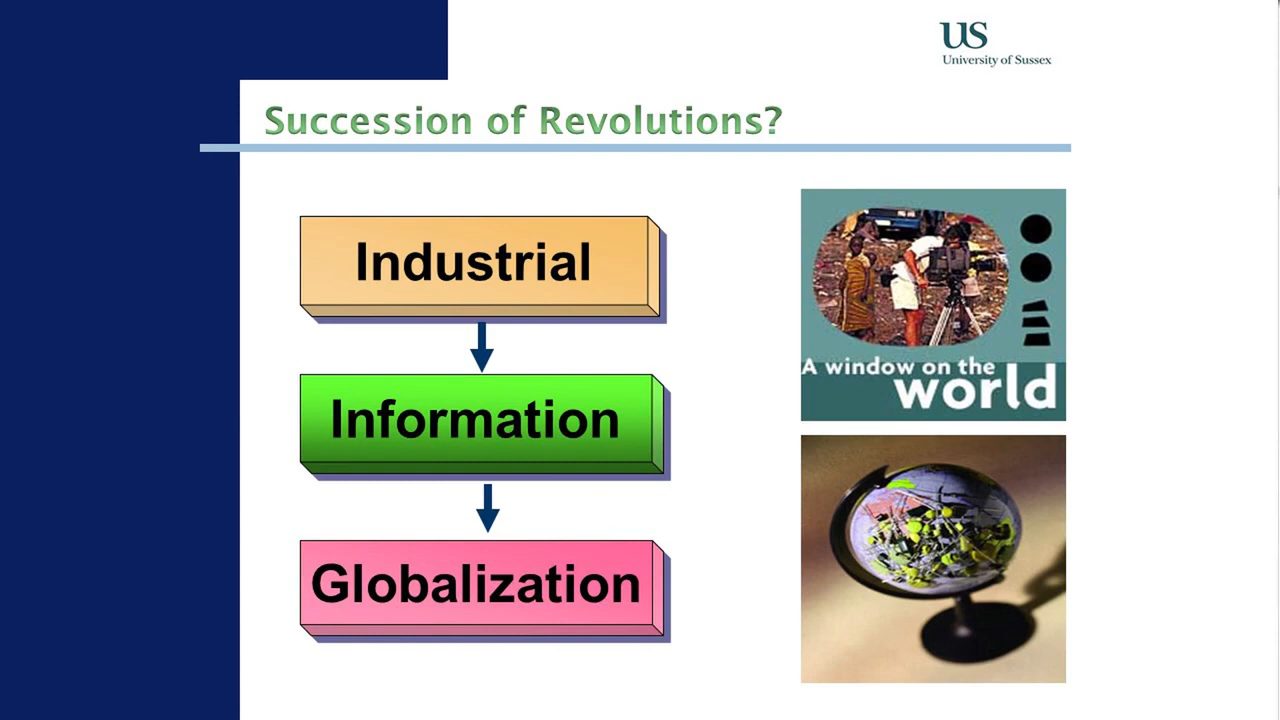 US
University of Sussex
Succession of Revolutions?
Industrial
Information
Globalization
A window on the
world